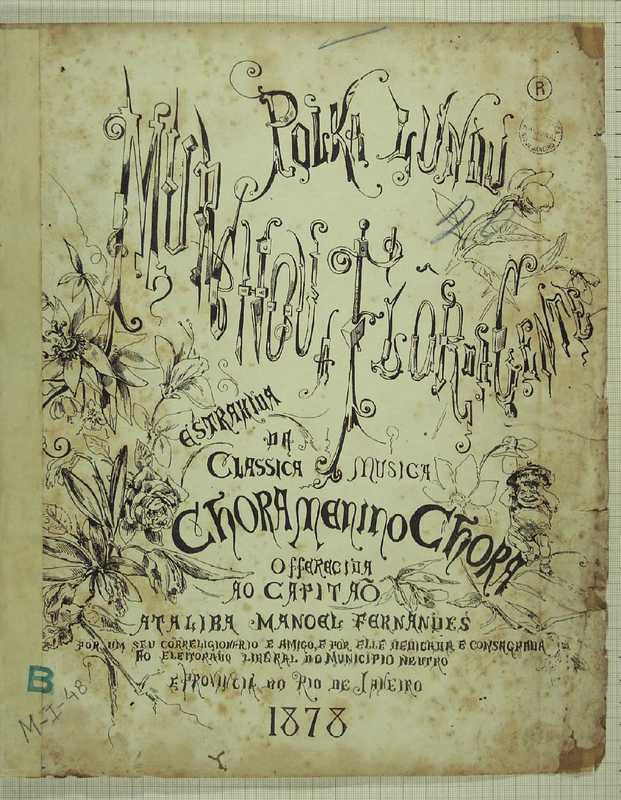 POLKA LUNDÚ
MURCHOU A FLÔR DA GENTE
ESTRAHIDA
DA
CLASSICA MUSICA
CHORA MENINO CHORA
OFFERECIDA
AO CAPITAÕ
ATALIBA MANOEL FERNANDES
POR UM SEU CORRELIGIONARIO E AMIGO, E POR ELLE DEDICADA E CONSAGRADA
AO ELEITORADO LIBERAL DO MUNICIPIO NEUTRO
E PROVINCIA DO RIO DE JANEIRO
1878
R
B
M-I-48